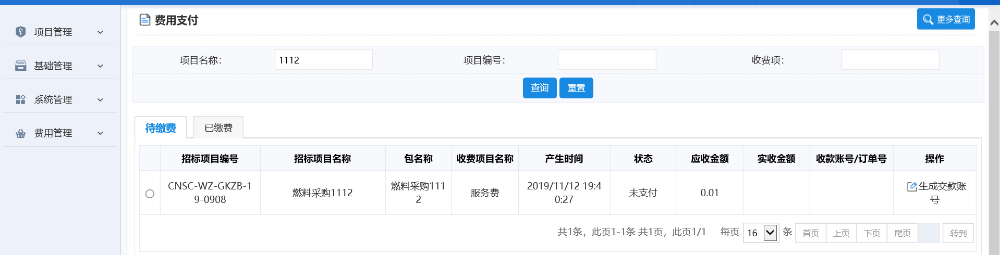 费用支付
更多查询
项目管理
基础管理
系统管理
费用管理
项目名称： 1112 项目编号： 收费项：
查询 重置
待缴费 已缴费
招标项目编号 招标项目名称 包名称 收费项目名称 产生时间 状态 应收金额 实收金额 收款账号/订单号 操作
CNSC-WZ-GKZB-1
9-0908
燃料采购1112
燃料采购111
2
服务费
2019/11/12 19:4
0:27
未支付
0.01
生成交款账
号
共1条，此页1-1条 共1页，此页1/1 每页 16 条 首页 上页 下页 尾页 转到